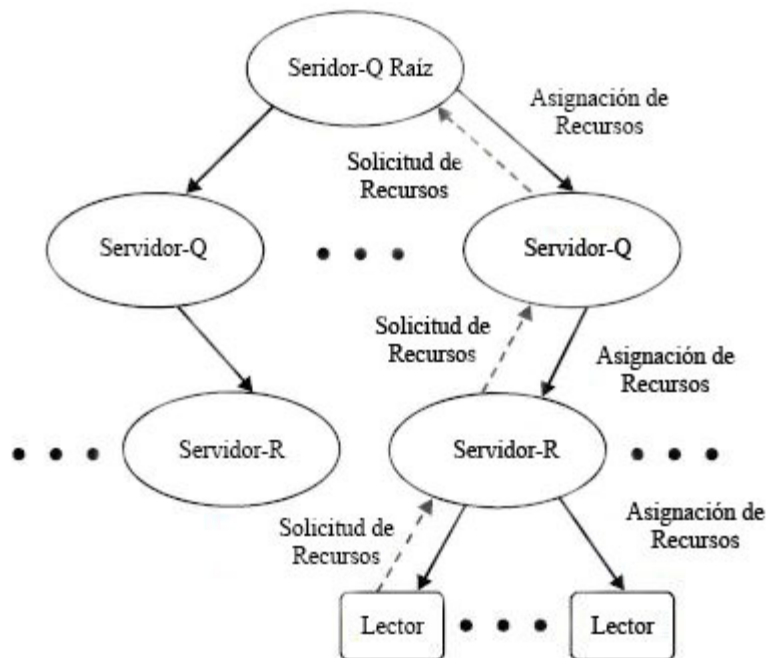 Seridor-Q Raíz
Asignación de
Recursos
Solicitud de
Recursos
Servidor-Q
Servidor-Q
Solicitud de
Recursos
Asignación de
Recursos
Servidor-R
Servidor-R
Solicitud de
Recursos
Asignación de
Recursos
Lector
Lector